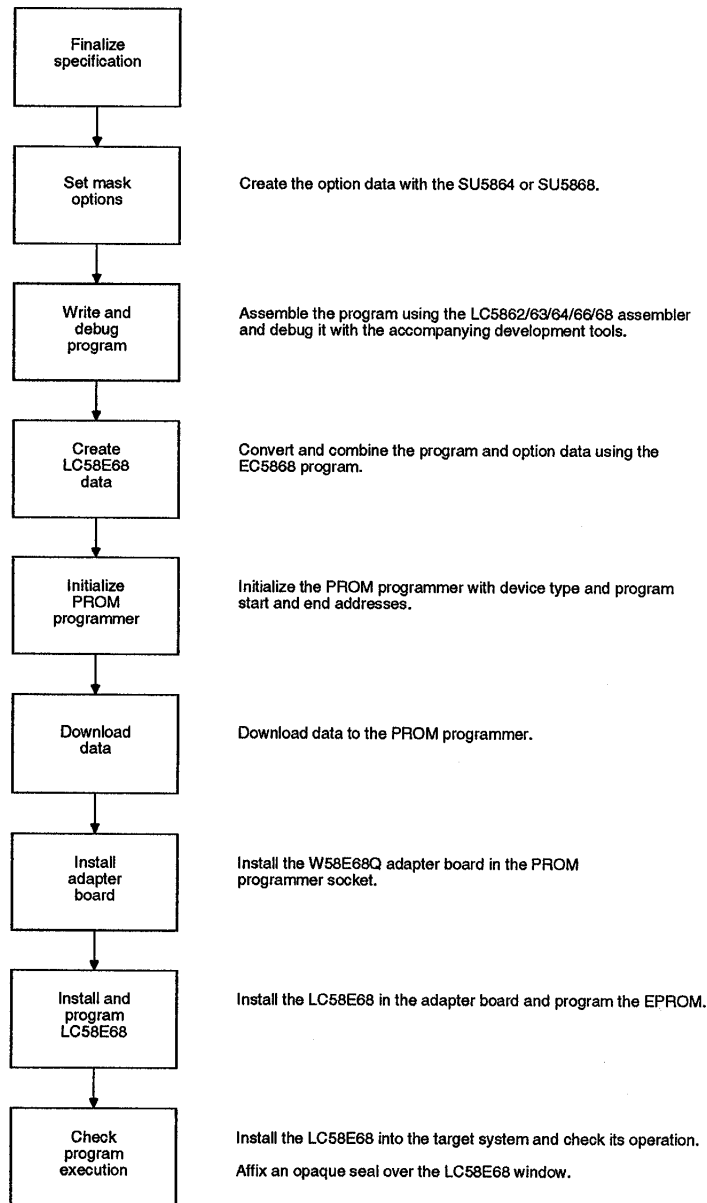 Finalize
specification
Set mask
options
Create the option data with the SU5864 or SU5868.
Write and
debug
program
Assemble the program using the LC5862/63/64/66/68 assembler
and debug it with the accompanying development tools.
Create
LC58E68
data
Convert and combine the program and option data using the
EC5868 program.
Initialize
PROM
programmer
Initialize the PROM programmer with device type and program
start and end addresses.
Download
data
Download data to the PROM programmer.
Install
adapter
board
Install the W58E68Q adapter board in the PROM
programmer socket.
Install and
program
LC58E68
Install the LC58E68 in the adapter board and program the EPROM.
Check
program
execution
Install the LC58E68 into the target system and check its operation.
Affix an opaque seal over the LC58E68 window.